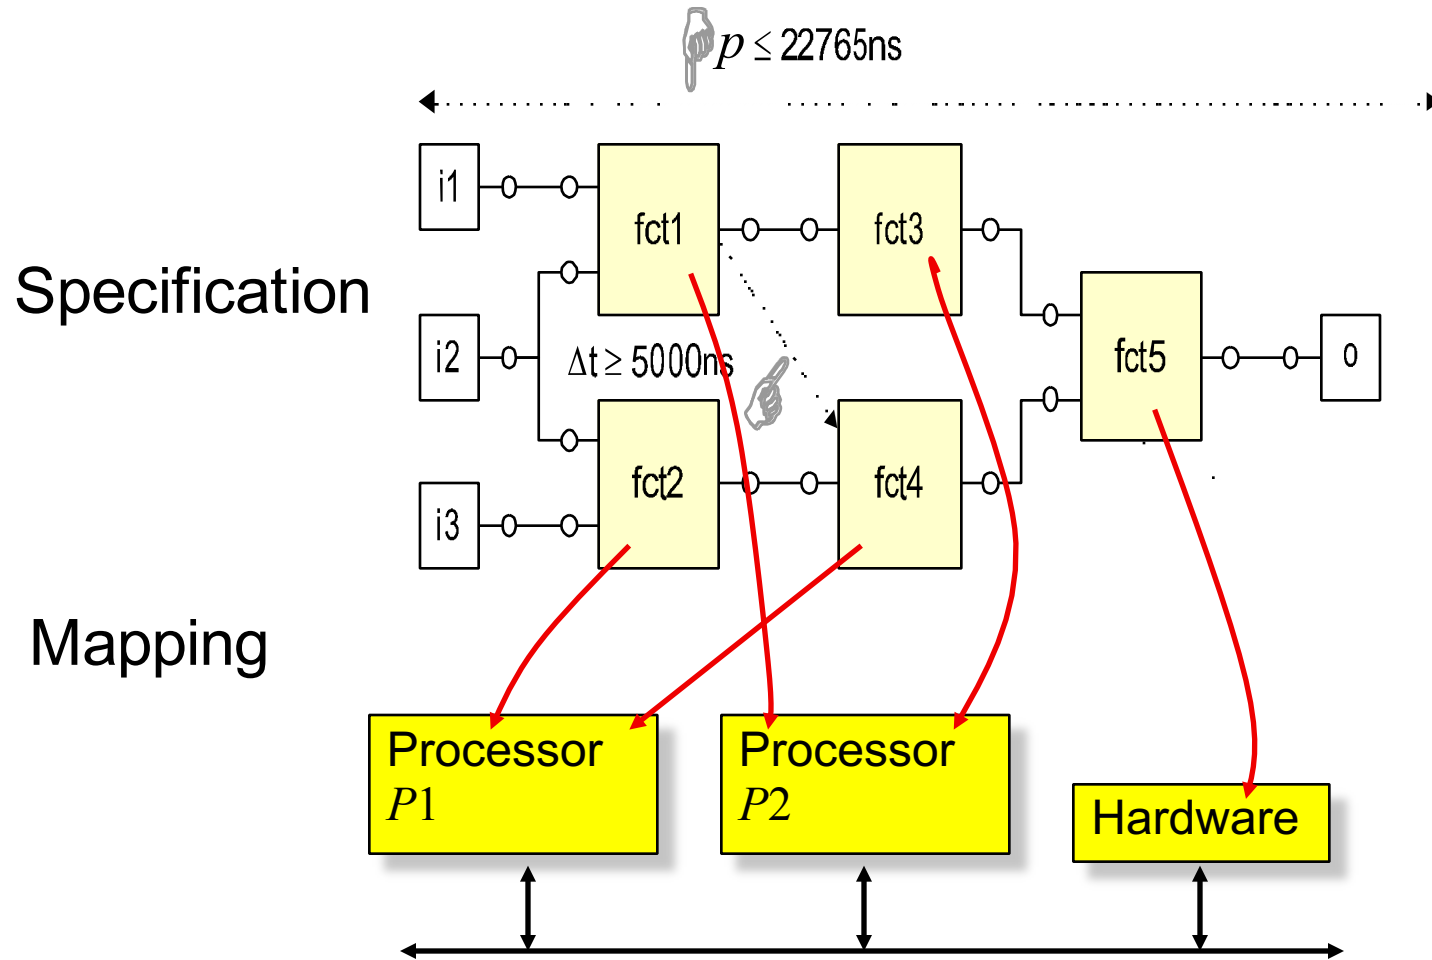 p ≤ 22765ns
i1
fct1
fct3
Specification
i2
Δt ≥ 5000ns
fct5
o
fct2
fct4
i3
Mapping
Processor
P1
Processor
P2
Hardware